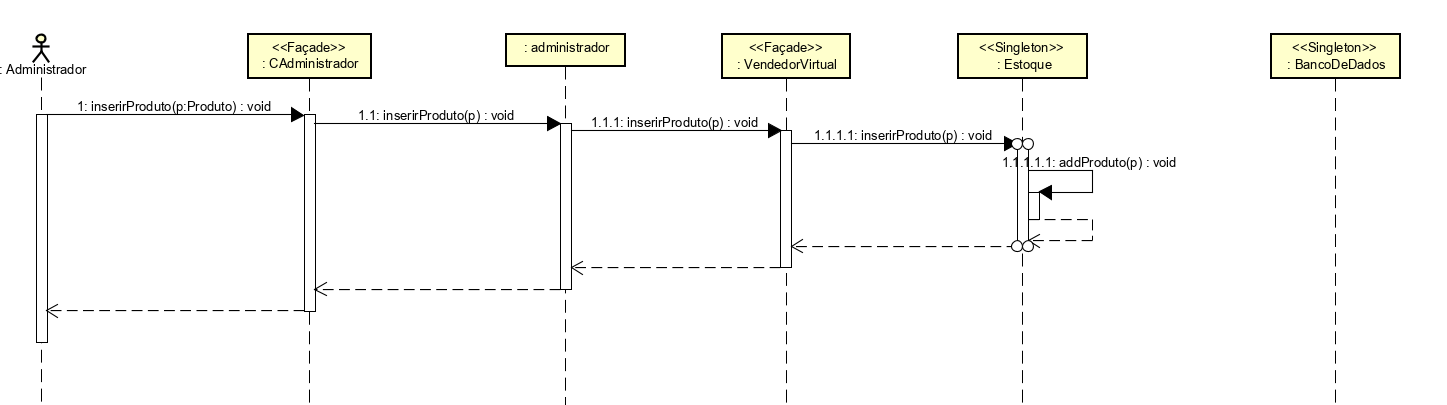 : Administrador
<<Façade>>
: CAdministrador
: administrador
<<Façade>>
: VendedorVirtual
<<Singleton>>
: Estoque
<<Singleton>>
: BancoDeDados
1: inserirProduto(p:Produto) : void
1.1: inserirProduto(p) : void
1.1.1: inserirProduto(p) : void
1.1.1.1: inserirProduto(p) : void
1.1.1.1.1: addProduto(p) : void